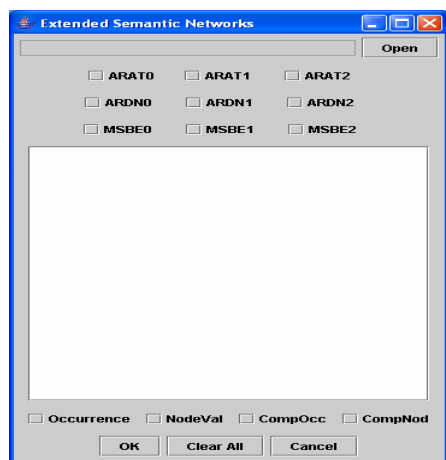 Extended Semantic Networks
Open
ARAT0 ARAT1 ARAT2
ARDN0 ARDN1 ARDN2
MSBE0 MSBE1 MSBE2
Occurrence NodeVal CompOcc CompNod
OK Clear All Cancel